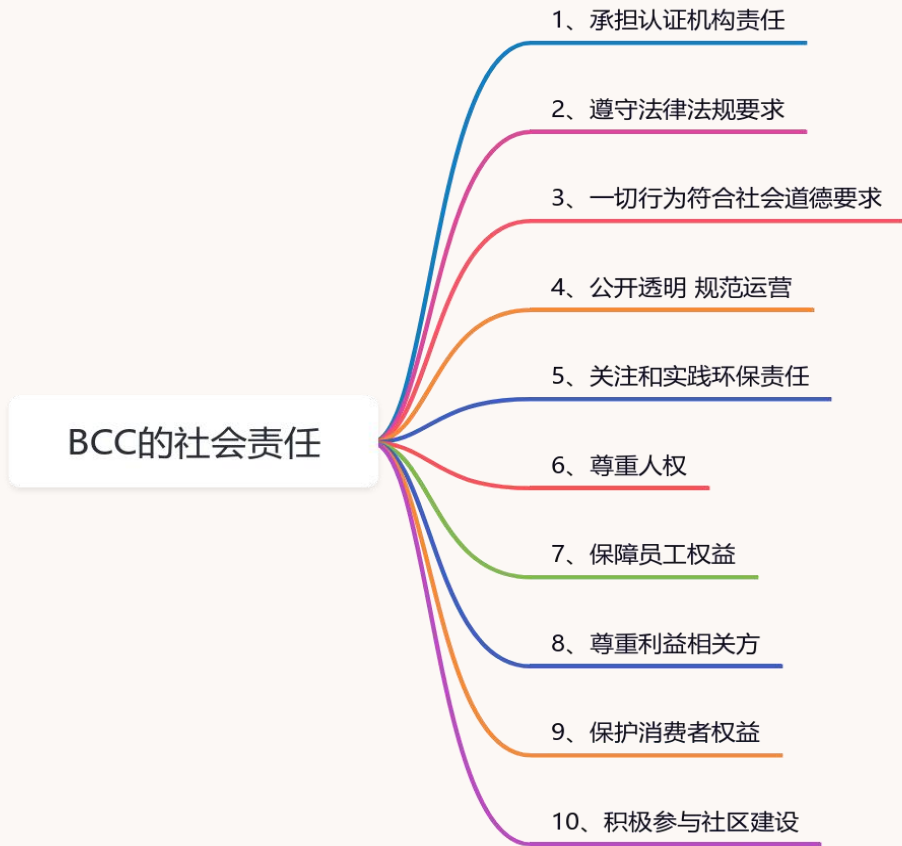 1、承担认证机构责任
2、遵守法律法规要求
3、一切行为符合社会道德要求
4、公开透明 规范运营
5、关注和实践环保责任
BCC的社会责任
6、尊重人权
7、保障员工权益
8、尊重利益相关方
9、保护消费者权益
10、积极参与社区建设